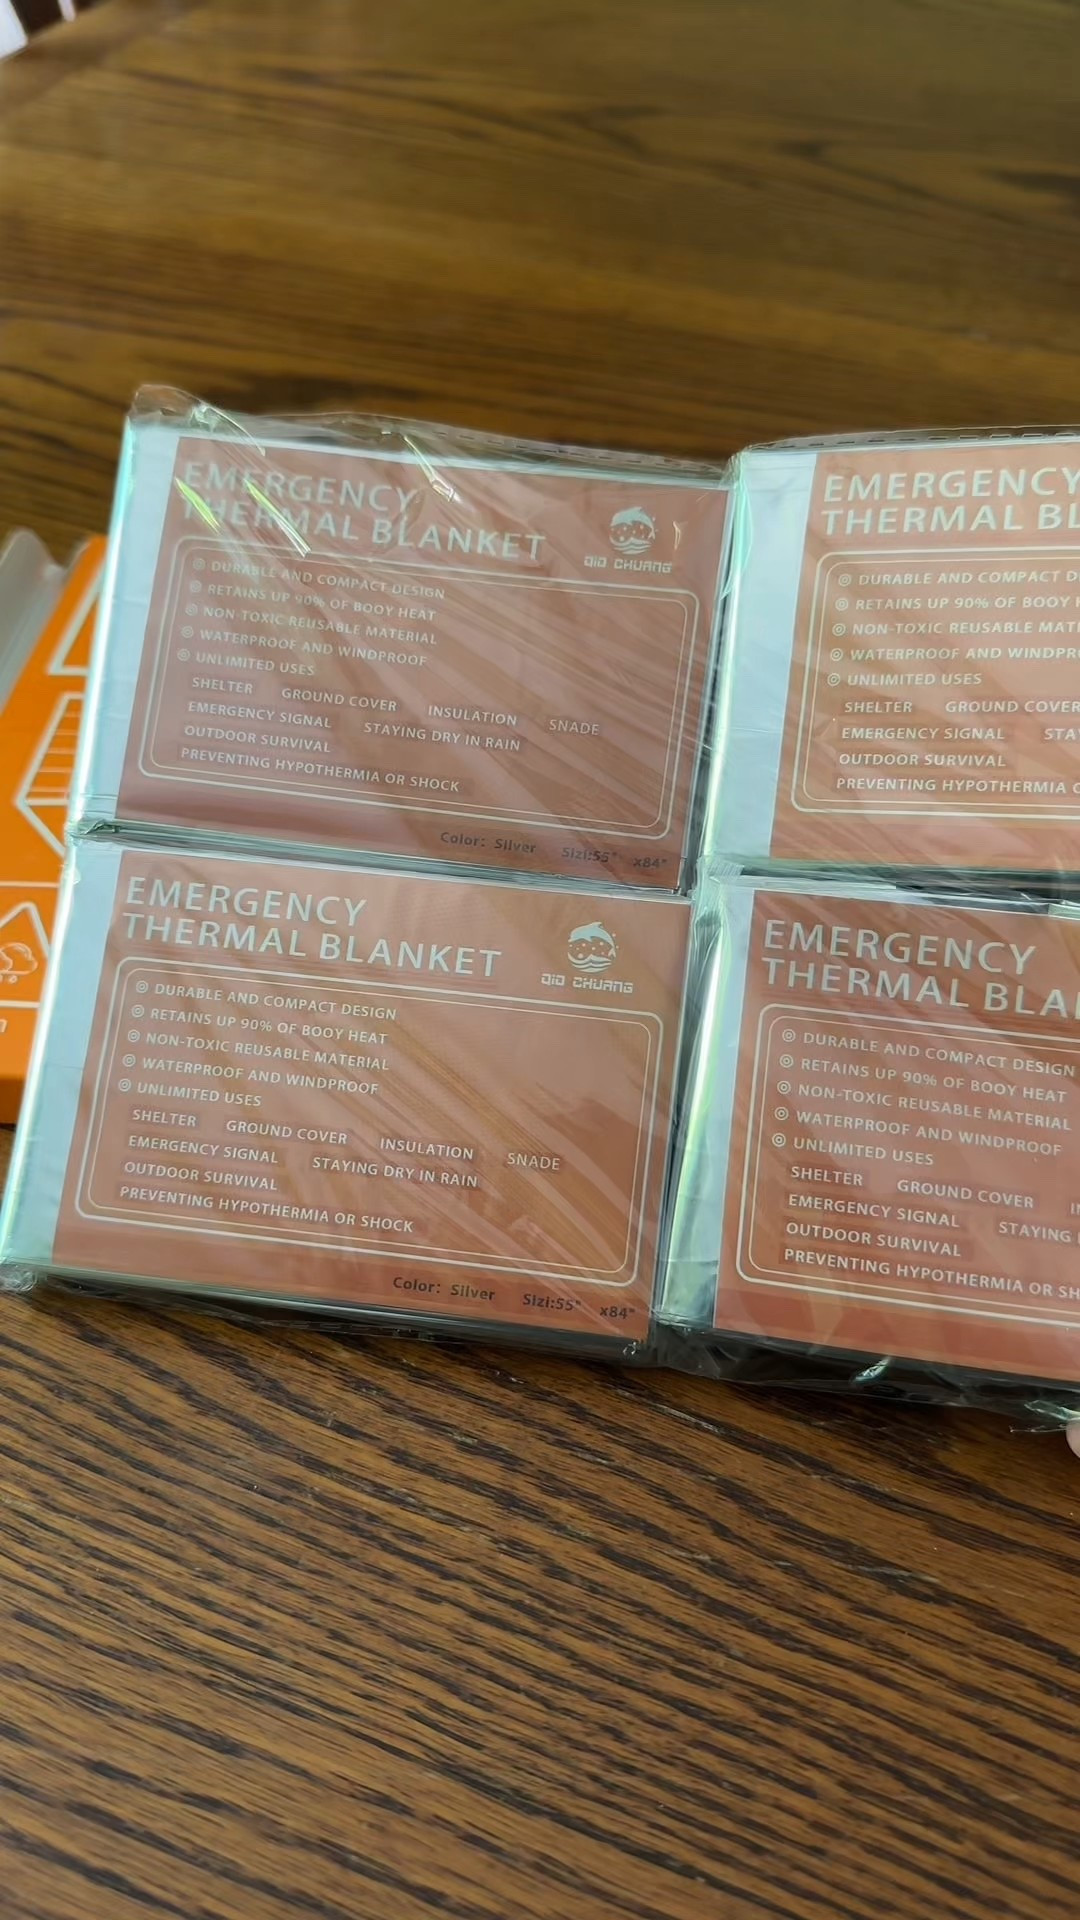 EMERGENCY
THERMAL BLANKET
QIO CHUANG
DURABLE AND COMPACT DESIGN
RETAINS UP 90% OF BOOY HEAT
NON-TOXIC REUSABLE MATERIAL
WATERPROOF AND WINDPROOF
UNLIMITED USES
SHELTER GROUND COVER INSULATION SNADE
EMERGENCY SIGNAL STAYING DRY IN RAIN
OUTDOOR SURVIVAL
PREVENTING HYPOTHERMIA OR SHOCK
Color: Silver Sizi:55" x84"
EMERGENCY
THERMAL BL
DURABLE AND COMPACT D
RETAINS UP 90% OF BOOY H
NON-TOXIC REUSABLE MATE
WATERPROOF AND WINDPR
UNLIMITED USES
SHELTER GROUND COVER
EMERGENCY SIGNAL STA
OUTDOOR SURVIVAL
PREVENTING HYPOTHERMIA O
EMERGENCY
THERMAL BLANKET
QIO CHUANG
DURABLE AND COMPACT DESIGN
RETAINS UP 90% OF BOOY HEAT
NON-TOXIC REUSABLE MATERIAL
WATERPROOF AND WINDPROOF
UNLIMITED USES
SHELTER GROUND COVER INSULATION SNADE
EMERGENCY SIGNAL STAYING DRY IN RAIN
OUTDOOR SURVIVAL
PREVENTING HYPOTHERMIA OR SHOCK
Color: Silver Sizi:55" x84"
EMERGENCY
THERMAL BLA
DURABLE AND COMPACT DESIGN
RETAINS UP 90% OF BOOY HEAT
NON-TOXIC REUSABLE MATERIAL
WATERPROOF AND WINDPROOF
UNLIMITED USES
SHELTER GROUND COVER
EMERGENCY SIGNAL STAYING
OUTDOOR SURVIVAL
PREVENTING HYPOTHERMIA OR SH